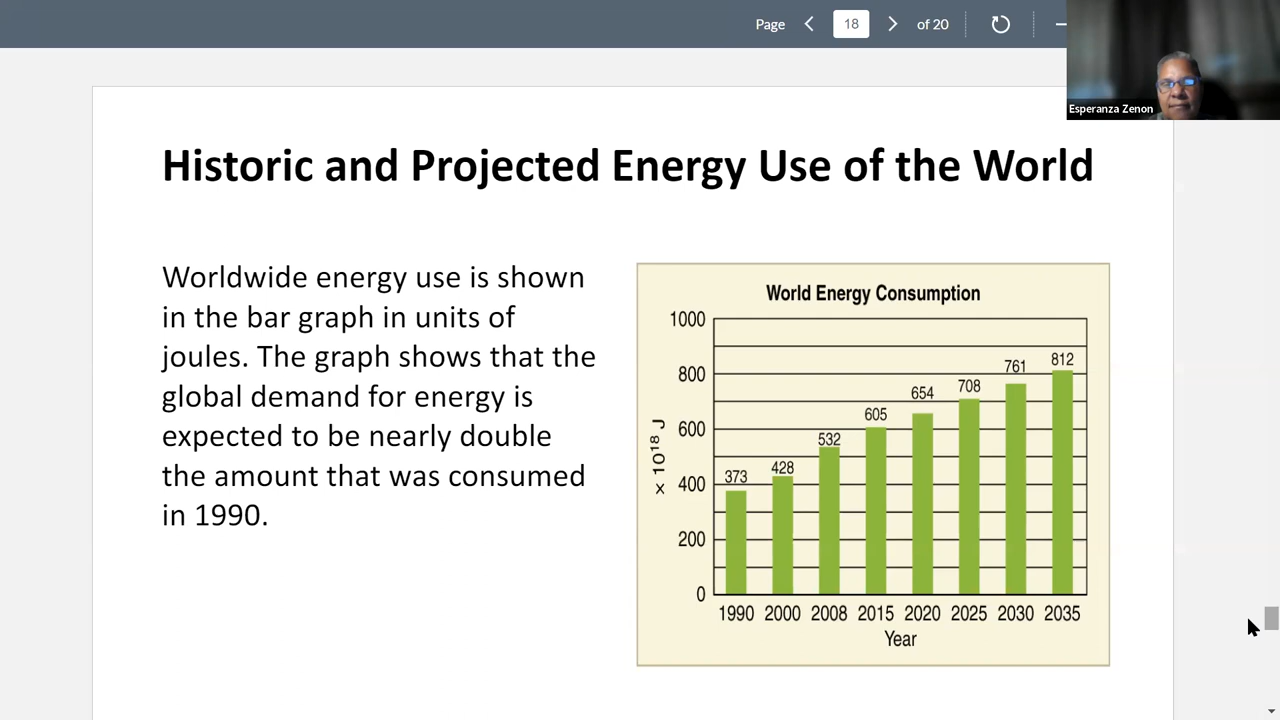 Page 18 of 20
Esperanza Zenon
Historic and Projected Energy Use of the World
Worldwide energy use is shown
in the bar graph in units of
joules. The graph shows that the
global demand for energy is
expected to be nearly double
the amount that was consumed
in 1990.
World Energy Consumption
1000
800
600
400
200
0
× 10¹⁸ J
373
428
532
605
654
708
761
812
1990 2000 2008 2015 2020 2025 2030 2035
Year